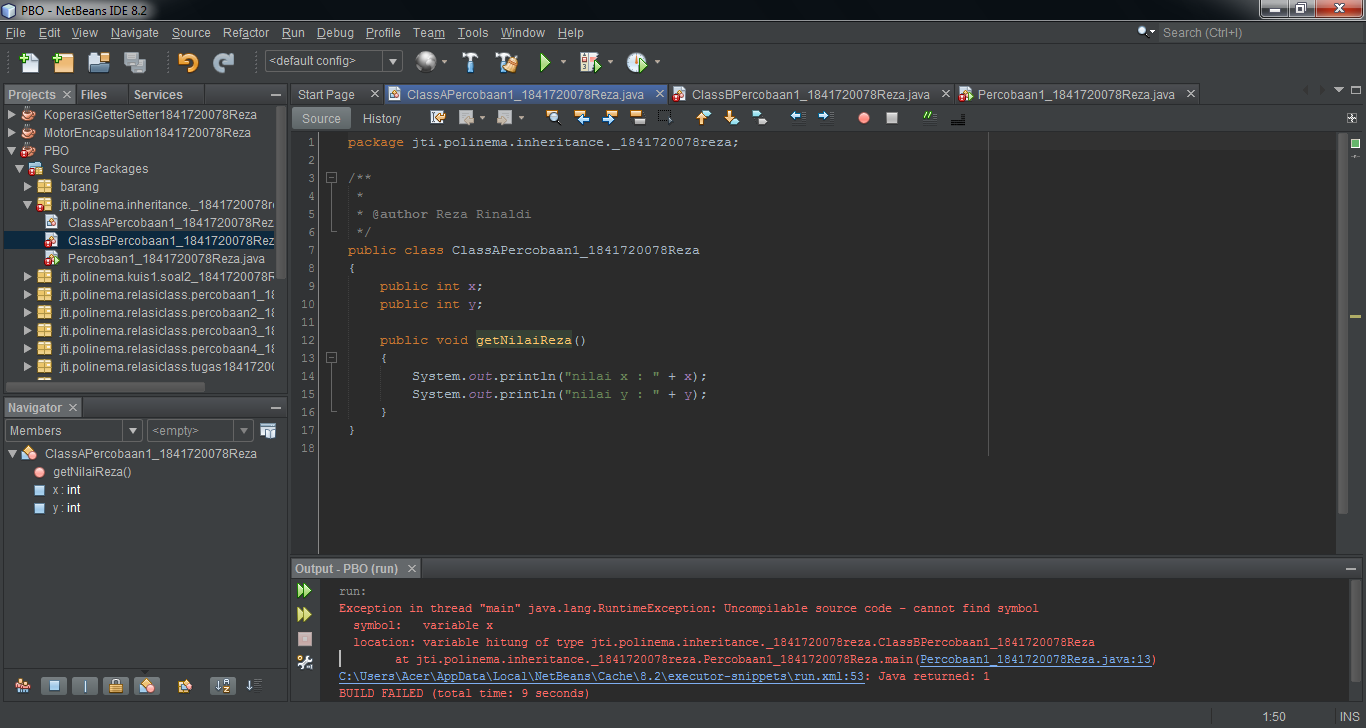 PBO - NetBeans IDE 8.2
File Edit View Navigate Source Refactor Run Debug Profile Team Tools Window Help
Search (Ctrl+I)
<default config>
Projects Files Services
KoperasiGetterSetter1841720078Reza
MotorEncapsulation1841720078Reza
PBO
Source Packages
barang
jti.polinema.inheritance._1841720078r
ClassAPercobaan1_1841720078Rez
ClassBPercobaan1_1841720078Rez
Percobaan1_1841720078Reza.java
jti.polinema.kuis1.soal2_1841720078R
jti.polinema.relasiclass.percobaan1_18
jti.polinema.relasiclass.percobaan2_18
jti.polinema.relasiclass.percobaan3_18
jti.polinema.relasiclass.percobaan4_18
jti.polinema.relasiclass.tugas18417200
Navigator
Members
<empty>
ClassAPercobaan1_1841720078Reza
getNilaiReza()
x : int
y : int
Start Page ClassAPercobaan1_1841720078Reza.java ClassBPercobaan1_1841720078Reza.java Percobaan1_1841720078Reza.java
Source History
1 package jti.polinema.inheritance._1841720078reza;
2
3 /**
4 *
5 * @author Reza Rinaldi
6 */
7 public class ClassAPercobaan1_1841720078Reza
8 {
9 public int x;
10 public int y;
11
12 public void getNilaiReza()
13 {
14 System.out.println("nilai x : " + x);
15 System.out.println("nilai y : " + y);
16 }
17 }
18
Output - PBO (run)
run:
Exception in thread "main" java.lang.RuntimeException: Uncompilable source code - cannot find symbol
symbol: variable x
location: variable hitung of type jti.polinema.inheritance._1841720078reza.ClassBPercobaan1_1841720078Reza
at jti.polinema.inheritance._1841720078reza.Percobaan1_1841720078Reza.main(Percobaan1_1841720078Reza.java:13)
C:\Users\Acer\AppData\Local\NetBeans\Cache\8.2\executor-snippets\run.xml:53: Java returned: 1
BUILD FAILED (total time: 9 seconds)
1:50 INS